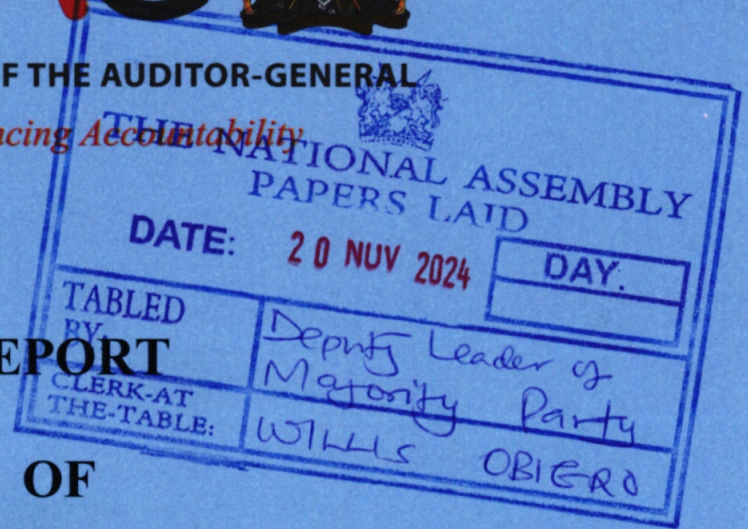 F THE AUDITOR-GENERAL
ncing Accountability
THE NATIONAL ASSEMBLY
PAPERS LAID
DATE: 20 NUV 2024 DAY.
TABLED
BY
Deputy Leader of
Majority Party
EPORT
CLERK-AT
THE-TABLE: WILLIS OBIERO
OF